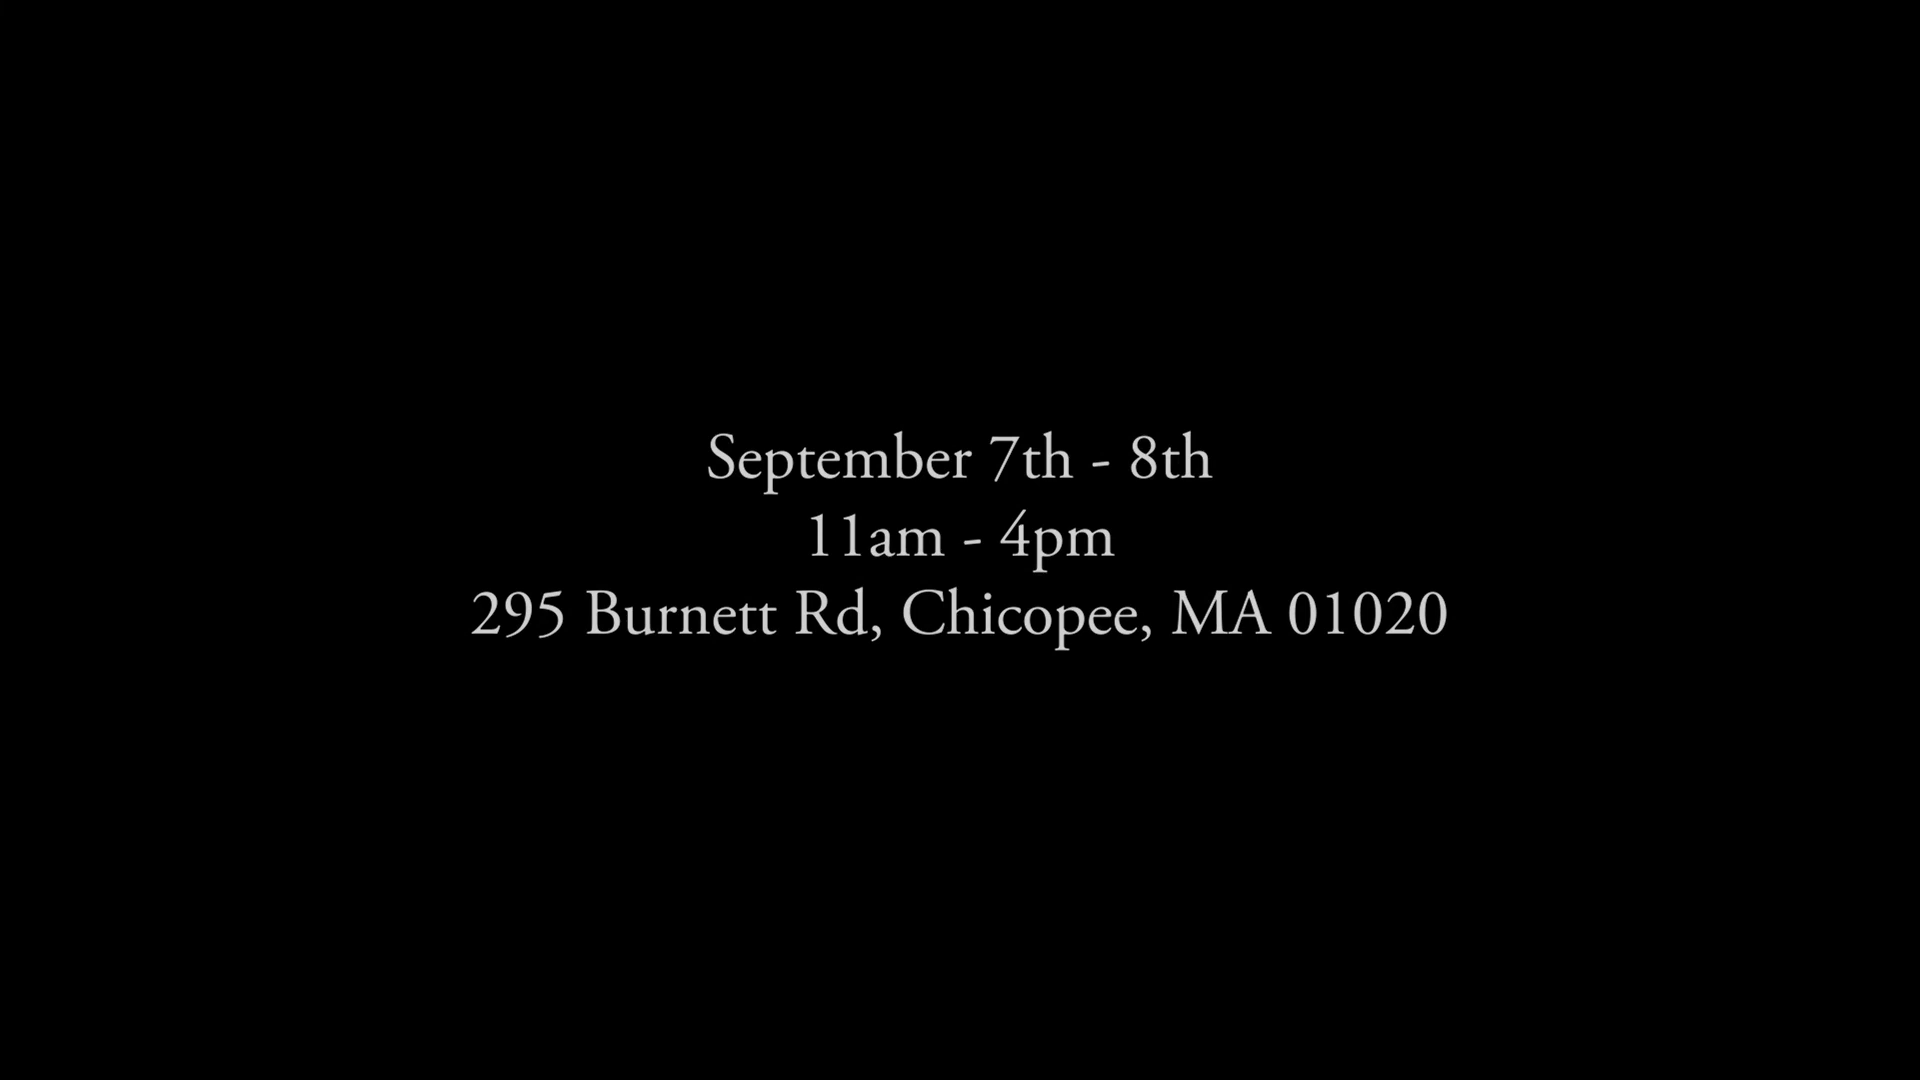 September 7th - 8th
11am - 4pm
295 Burnett Rd, Chicopee, MA 01020